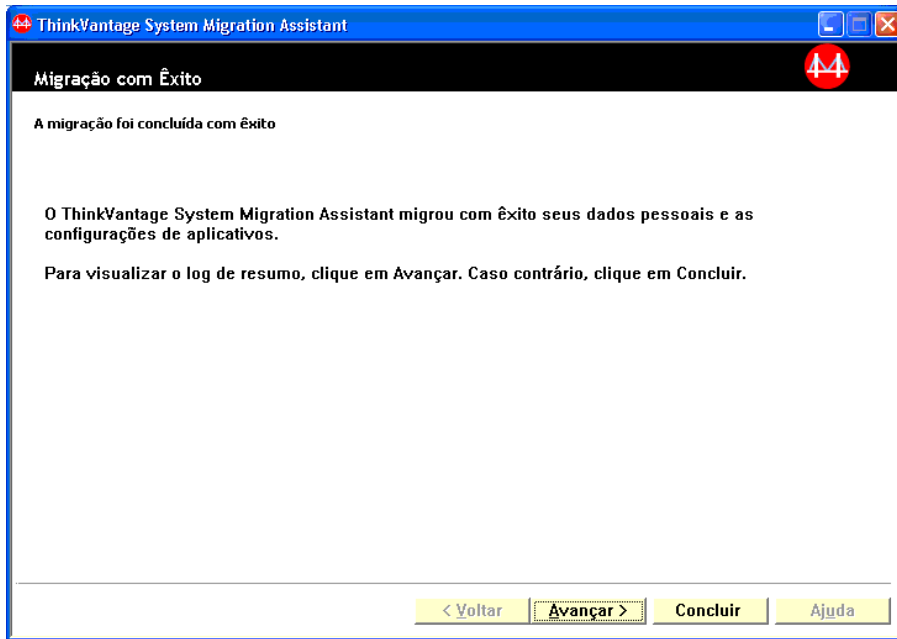 ThinkVantage System Migration Assistant
Migração com Êxito
A migração foi concluída com êxito
O ThinkVantage System Migration Assistant migrou com êxito seus dados pessoais e as
configurações de aplicativos.
Para visualizar o log de resumo, clique em Avançar. Caso contrário, clique em Concluir.
< Voltar
Avançar >
Concluir
Ajuda